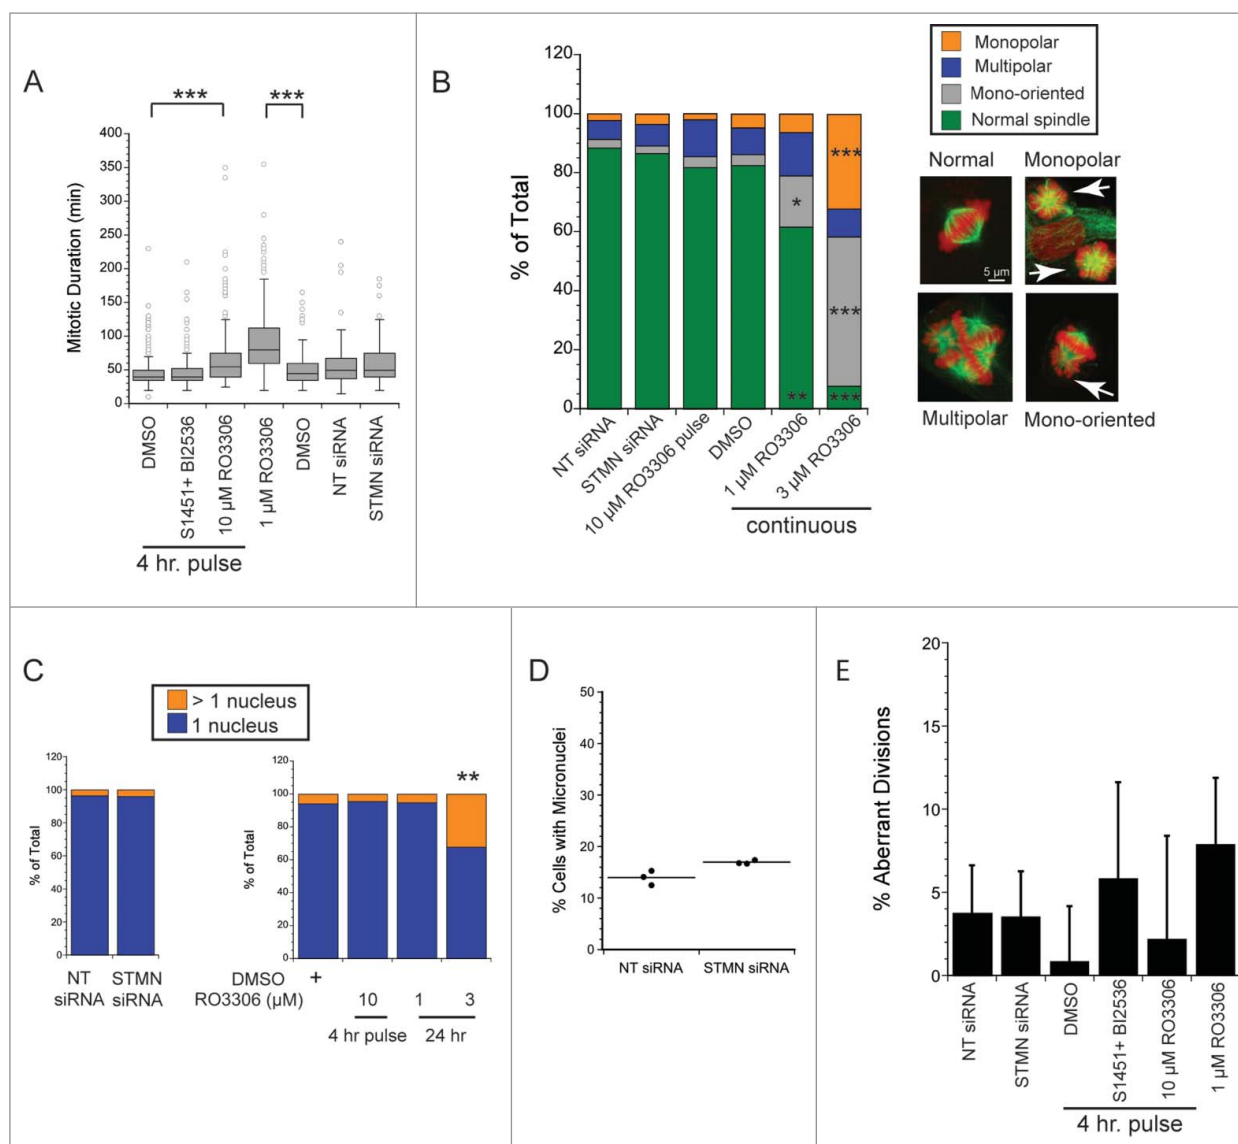 A
***
***
Mitotic Duration (min)
400
350
300
250
200
150
100
50
0
DMSO
S1451+ BI2536
10 µM RO3306
1 µM RO3306
DMSO
NT siRNA
STMN siRNA
4 hr. pulse
B
% of Total
120
100
80
60
40
20
0
***
*
***
**
***
NT siRNA
STMN siRNA
10 µM RO3306 pulse
DMSO
1 µM RO3306
3 µM RO3306
continuous
Monopolar
Multipolar
Mono-oriented
Normal spindle
Normal
Monopolar
5 µm
Multipolar
Mono-oriented
C
> 1 nucleus
1 nucleus
% of Total
120
100
80
60
40
20
0
NT siRNA
STMN siRNA
% of Total
120
100
80
60
40
20
0
**
DMSO +
RO3306 (µM) 10 1 3
4 hr pulse 24 hr
D
% Cells with Micronuclei
50
40
30
20
10
0
NT siRNA
STMN siRNA
E
% Aberrant Divisions
20
15
10
5
0
NT siRNA
STMN siRNA
DMSO
S1451+ BI2536
10 µM RO3306
1 µM RO3306
4 hr. pulse